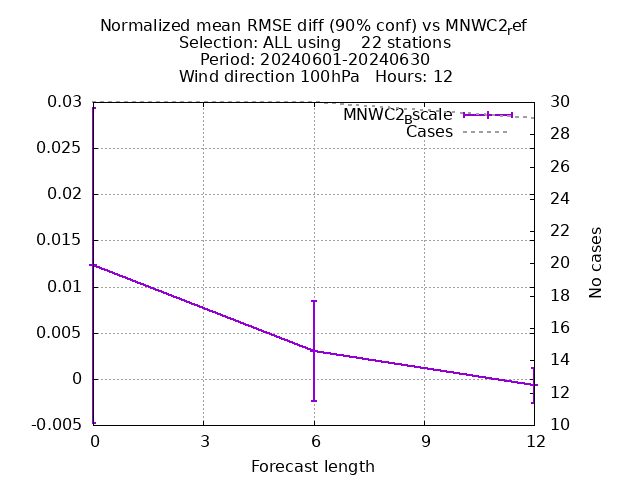 Normalized mean RMSE diff (90% conf) vs MNWC2ref
Selection: ALL using    22 stations
Period: 20240601-20240630
Wind direction 100hPa   Hours: 12
MNWC2Bscale
Cases
0.03
0.025
0.02
0.015
0.01
0.005
0
-0.005
30
28
26
24
22
20
18
16
14
12
10
No cases
0 3 6 9 12
Forecast length